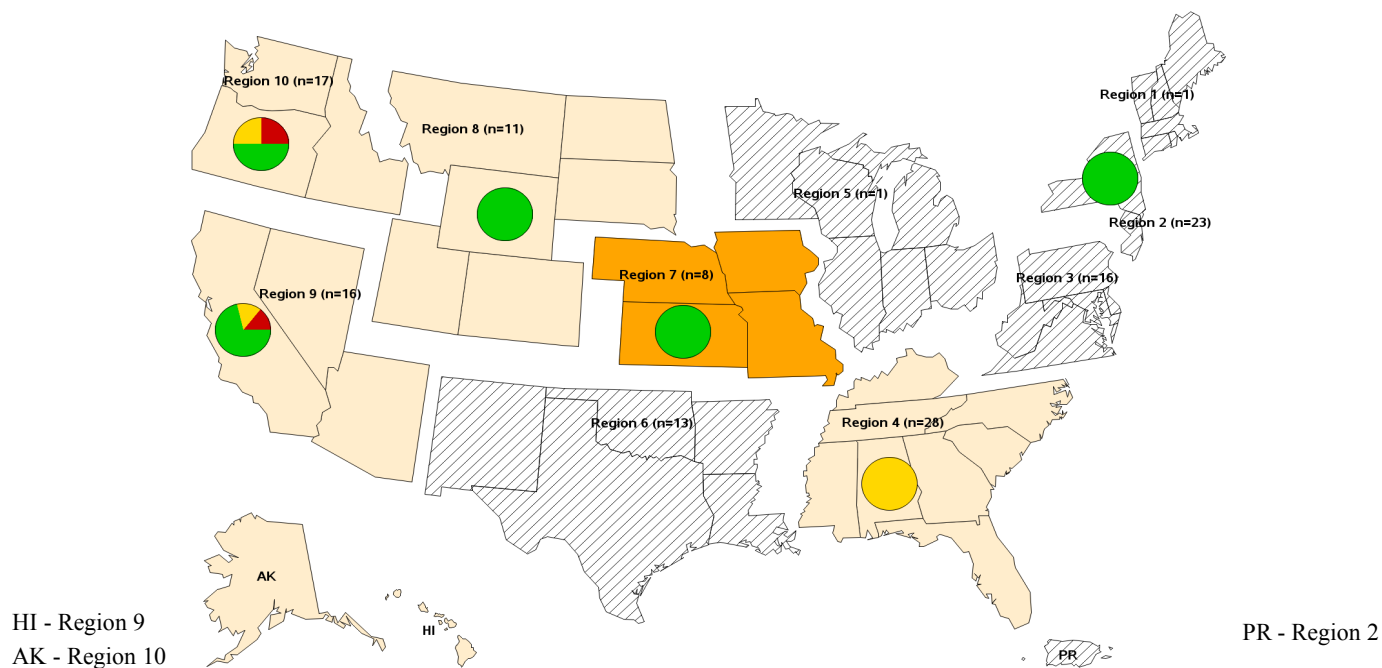 Region 10 (n=17)
Region 1 (n=1)
Region 8 (n=11)
Region 5 (n=1)
Region 2 (n=23)
Region 7 (n=8)
Region 3 (n=16)
Region 9 (n=16)
Region 6 (n=13)
Region 4 (n=28)
AK
HI - Region 9
HI
PR - Region 2
AK - Region 10
PR